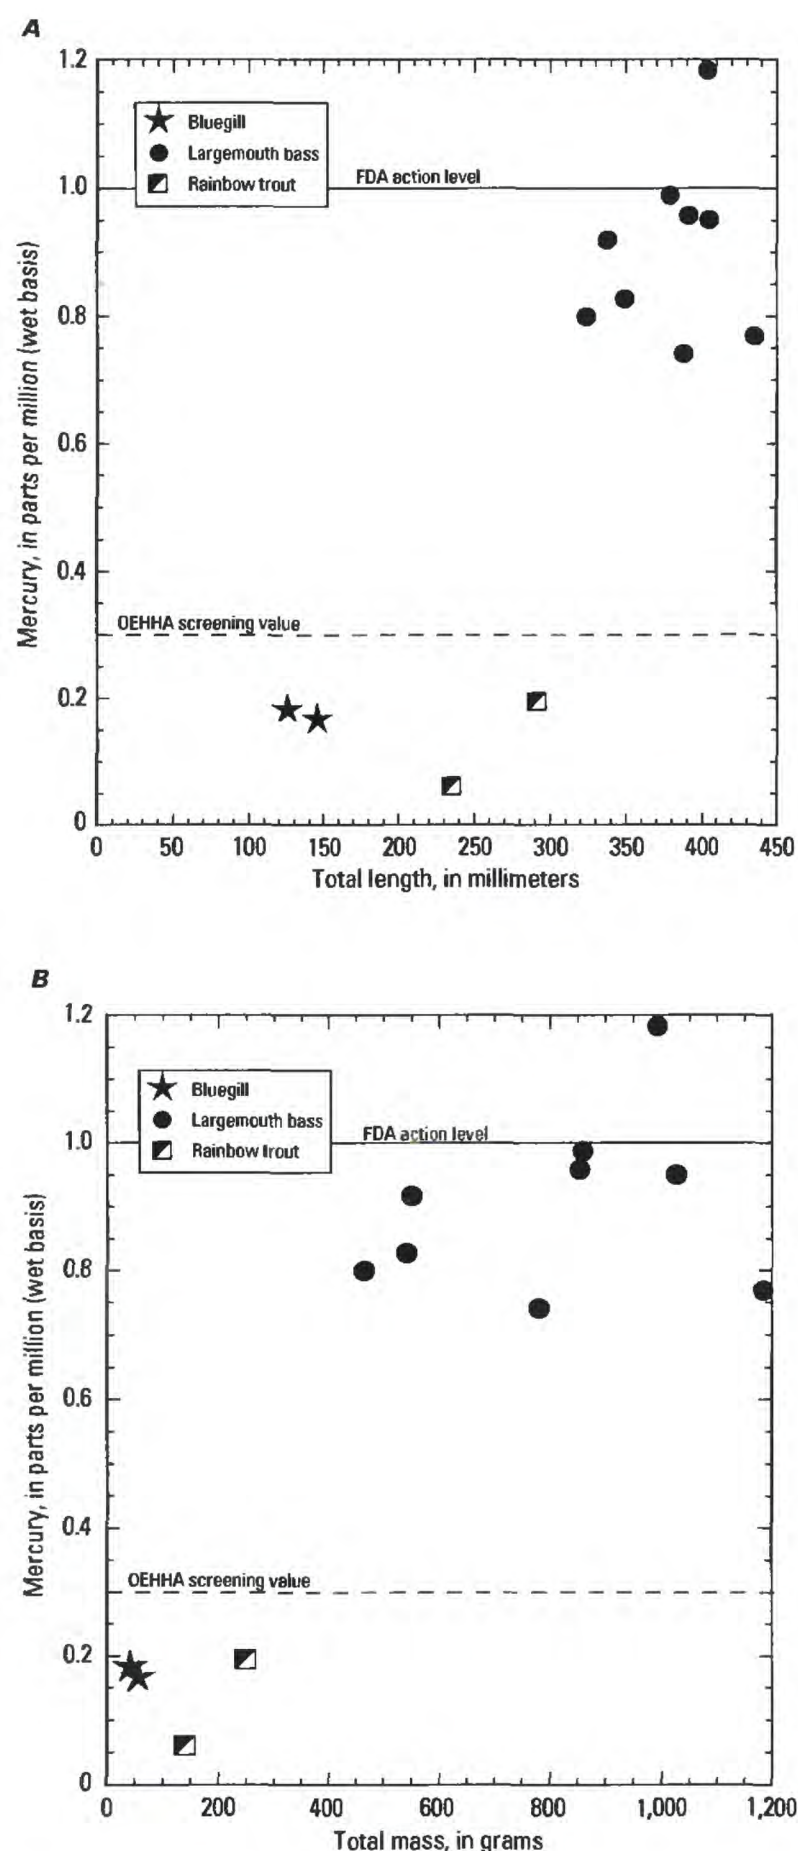 A
1.2
1.0
0.8
0.6
0.4
0.2
0
Mercury, in parts per million (wet basis)
Bluegill
Largemouth bass
Rainbow trout
FDA action level
OEHHA screening value
0 50 100 150 200 250 300 350 400 450
Total length, in millimeters
B
1.2
1.0
0.8
0.6
0.4
0.2
0
Mercury, in parts per million (wet basis)
Bluegill
Largemouth bass
Rainbow trout
FDA action level
OEHHA screening value
0 200 400 600 800 1,000 1,200
Total mass, in grams